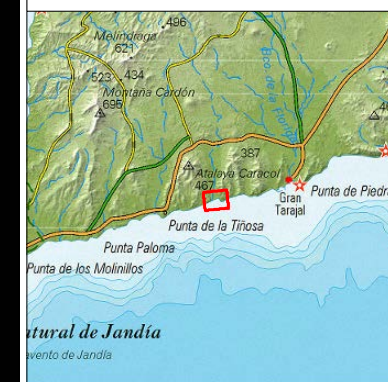 496
Melindraga
621
523
434
Montaña Cardón
695
Bco de la
387
Atalaya Caracol
467
Gran
Tarajal
Punta de Piedra
Punta de la Tiñosa
Punta Paloma
Punta de los Molinillos
atural de Jandía
avento de Jandía